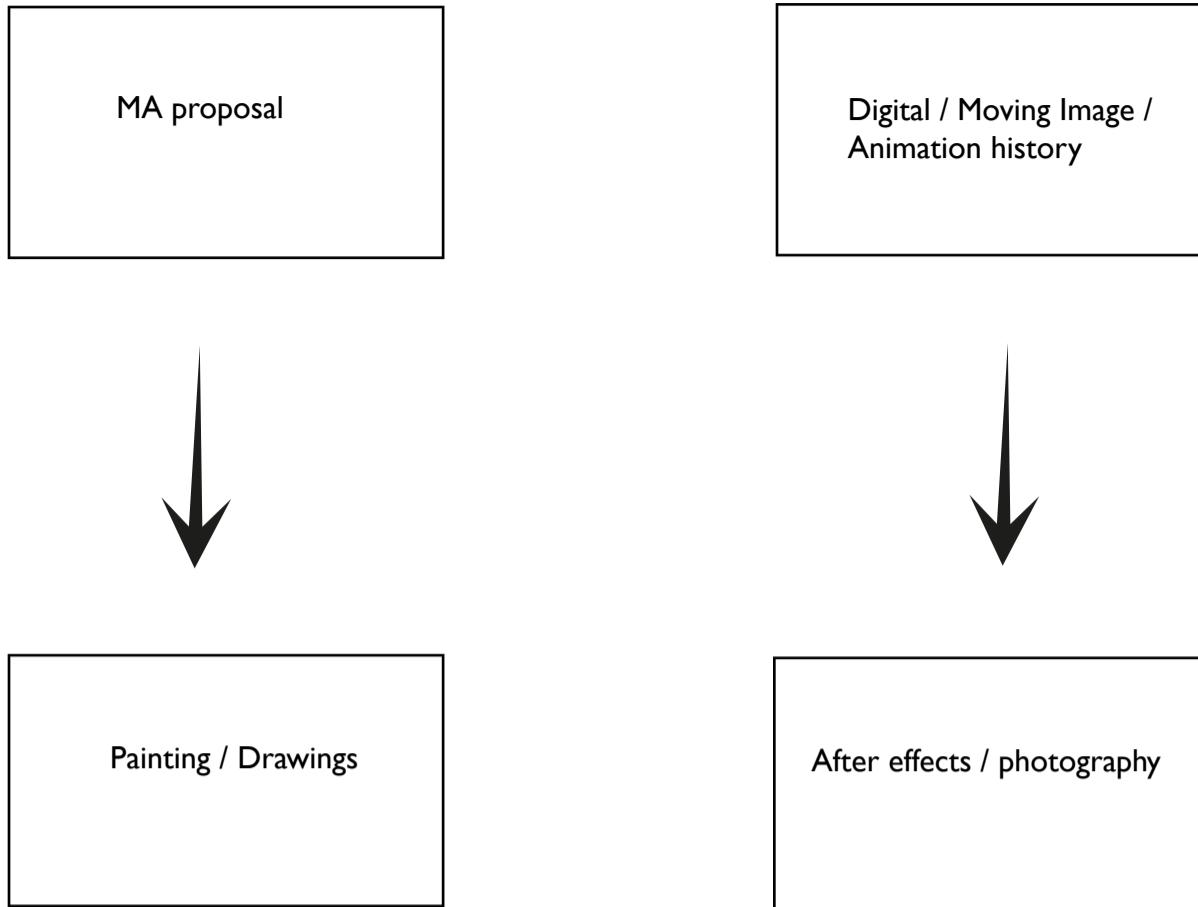 MA proposal
Digital / Moving Image /
Animation history
Painting / Drawings
After effects / photography